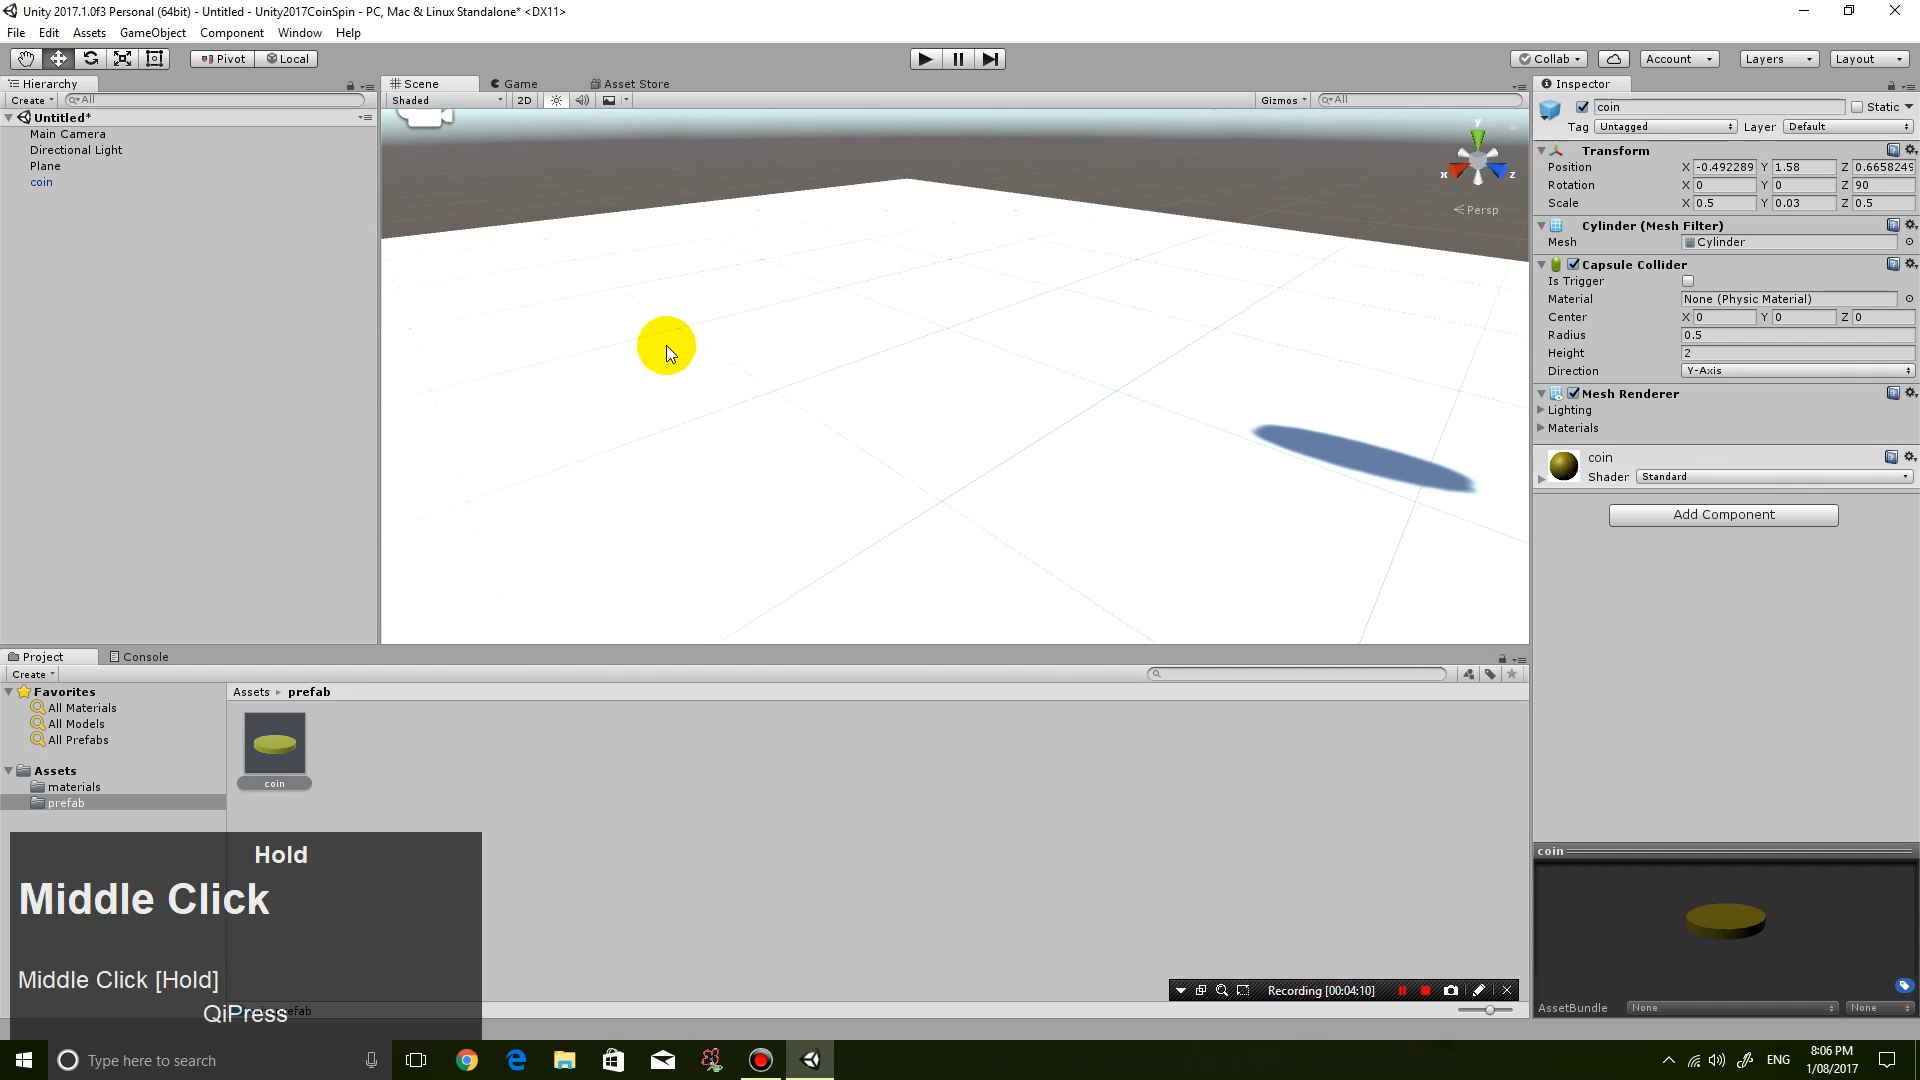 Unity 2017.1.0f3 Personal (64bit) - Untitled - Unity2017CoinSpin - PC, Mac & Linux Standalone* <DX11>
File Edit Assets GameObject Component Window Help
Pivot Local Collab Account Layers Layout
Hierarchy
Create All
Untitled*
Main Camera
Directional Light
Plane
coin
Scene Game Asset Store
Shaded 2D Gizmos All
y
x z
Persp
Inspector
coin Static
Tag Untagged Layer Default
Transform
Position X -0.492289 Y 1.58 Z 0.6658249
Rotation X 0 Y 0 Z 90
Scale X 0.5 Y 0.03 Z 0.5
Cylinder (Mesh Filter)
Mesh Cylinder
Capsule Collider
Is Trigger
Material None (Physic Material)
Center X 0 Y 0 Z 0
Radius 0.5
Height 2
Direction Y-Axis
Mesh Renderer
Lighting
Materials
coin
Shader Standard
Add Component
Project Console
Create
Favorites
All Materials
All Models
All Prefabs
Assets
materials
prefab
Assets prefab
coin
Hold
Middle Click
Middle Click [Hold]
QiPress
Recording [00:04:10]
coin
AssetBundle None None
Type here to search
ENG
8:06 PM
1/08/2017